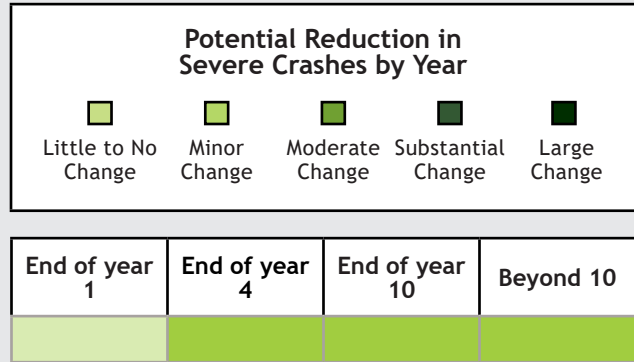 Potential Reduction in
Severe Crashes by Year
Little to No
Change
Minor
Change
Moderate
Change
Substantial
Change
Large
Change
End of year
1
End of year
4
End of year
10
Beyond 10